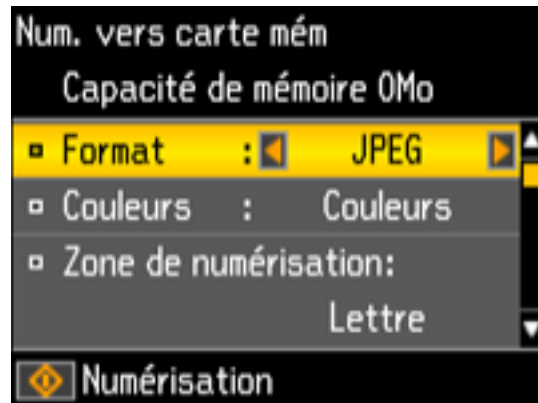 Num. vers carte mém
Capacité de mémoire 0Mo
Format : JPEG
Couleurs : Couleurs
Zone de numérisation:
Lettre
Numérisation